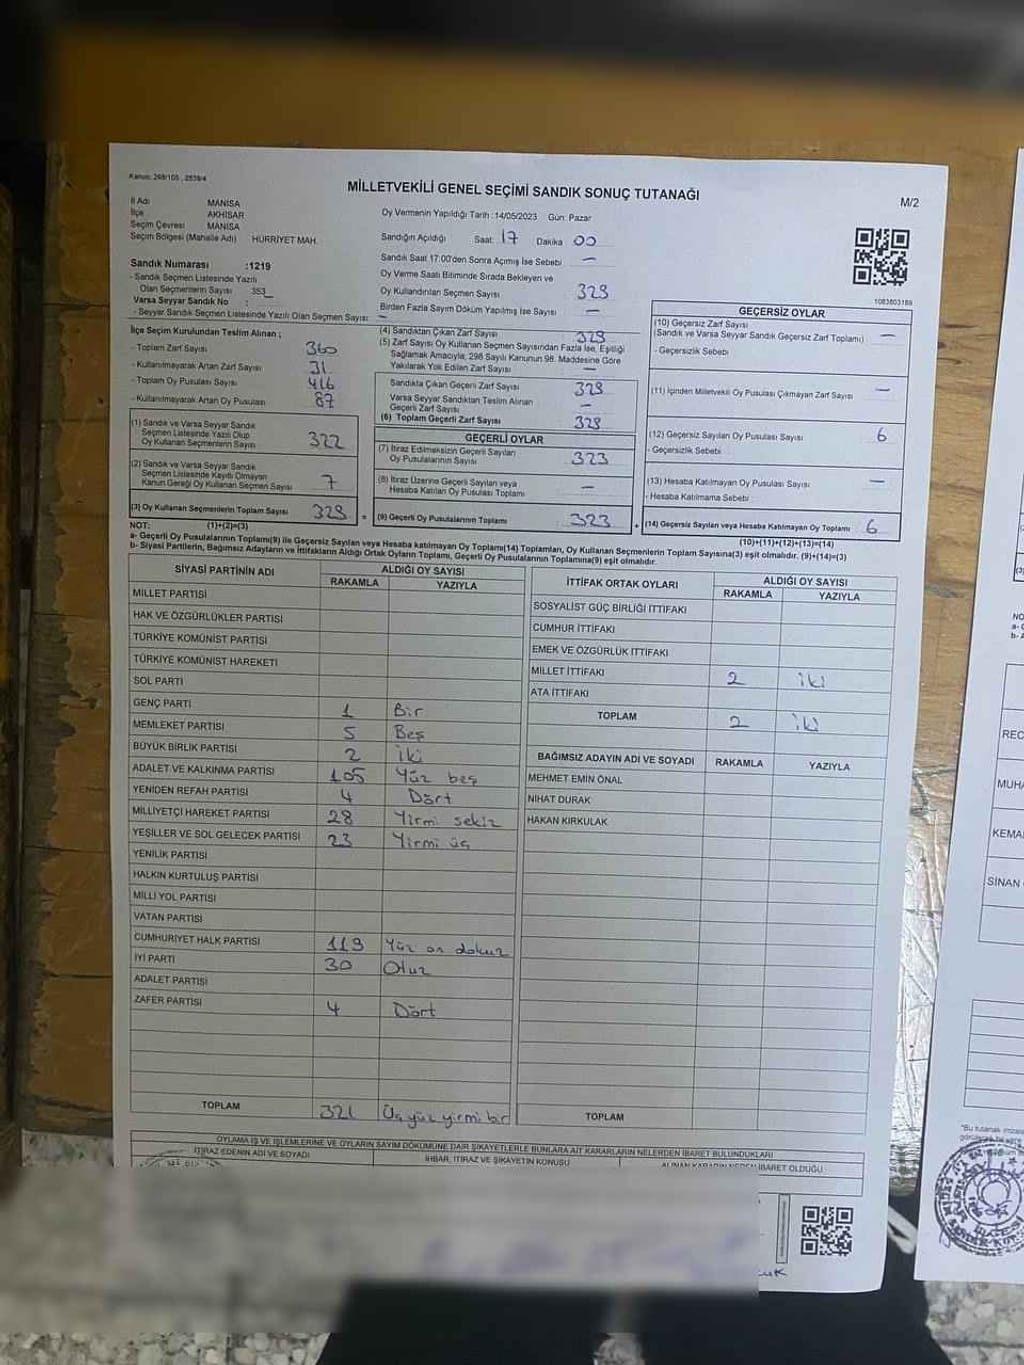 Kanun: 298/105 , 2839/4
MİLLETVEKİLİ GENEL SEÇİMİ SANDIK SONUÇ TUTANAĞI
M/2
İl Adı MANİSA
İlçe AKHİSAR
Seçim Çevresi MANİSA
Seçim Bölgesi (Mahalle Adı) HÜRRİYET MAH.
Oy Vermenin Yapıldığı Tarih :14/05/2023 Gün: Pazar
Sandığın Açıldığı Saat: 17 Dakika 00
Sandık Saat 17:00'den Sonra Açılmış İse Sebebi —
Oy Verme Saati Bitiminde Sırada Bekleyen ve
Oy Kullandırılan Seçmen Sayısı 329
Birden Fazla Sayım Döküm Yapılmış İse Sayısı —
Sandık Numarası :1219
- Sandık Seçmen Listesinde Yazılı
Olan Seçmenlerin Sayısı 353
Varsa Seyyar Sandık No :
- Seyyar Sandık Seçmen Listesinde Yazılı Olan Seçmen Sayısı —
İlçe Seçim Kurulundan Teslim Alınan ;
- Toplam Zarf Sayısı 360
- Kullanılmayarak Artan Zarf Sayısı 31
- Toplam Oy Pusulası Sayısı 416
- Kullanılmayarak Artan Oy Pusulası 87
(1) Sandık ve Varsa Seyyar Sandık
Seçmen Listesinde Yazılı Olup
Oy Kullanan Seçmenlerin Sayısı 322
(2) Sandık ve Varsa Seyyar Sandık
Seçmen Listesinde Kayıtlı Olmayan
Kanun Gereği Oy Kullanan Seçmen Sayısı 7
(3) Oy Kullanan Seçmenlerin Toplam Sayısı 329
(4) Sandıktan Çıkan Zarf Sayısı 329
(5) Zarf Sayısı Oy Kullanan Seçmen Sayısından Fazla İse, Eşitliği
Sağlamak Amacıyla; 298 Sayılı Kanunun 98. Maddesine Göre
Yakılarak Yok Edilen Zarf Sayısı —
Sandıkta Çıkan Geçerli Zarf Sayısı 329
Varsa Seyyar Sandıktan Teslim Alınan
Geçerli Zarf Sayısı —
(6) Toplam Geçerli Zarf Sayısı 329
GEÇERLİ OYLAR
(7) İtiraz Edilmeksizin Geçerli Sayılan
Oy Pusulalarının Sayısı 323
(8) İtiraz Üzerine Geçerli Sayılan veya
Hesaba Katılan Oy Pusulası Toplamı —
= (9) Geçerli Oy Pusulalarının Toplamı 323
1083803189
GEÇERSİZ OYLAR
(10) Geçersiz Zarf Sayısı
(Sandık ve Varsa Seyyar Sandık Geçersiz Zarf Toplamı) —
- Geçersizlik Sebebi
(11) İçinden Milletvekili Oy Pusulası Çıkmayan Zarf Sayısı —
(12) Geçersiz Sayılan Oy Pusulası Sayısı 6
- Geçersizlik Sebebi
(13) Hesaba Katılmayan Oy Pusulası Sayısı —
- Hesaba Katılmama Sebebi
+ (14) Geçersiz Sayılan veya Hesaba Katılmayan Oy Toplamı 6
NOT: (1)+(2)=(3) (10)+(11)+(12)+(13)=(14)
a- Geçerli Oy Pusulalarının Toplamı(9) ile Geçersiz Sayılan veya Hesaba katılmayan Oy Toplamı(14) Toplamları, Oy Kullanan Seçmenlerin Toplam Sayısına(3) eşit olmalıdır. (9)+(14)=(3)
b- Siyasi Partilerin, Bağımsız Adayların ve İttifakların Aldığı Ortak Oyların Toplamı, Geçerli Oy Pusulalarının Toplamına(9) eşit olmalıdır.
SİYASİ PARTİNİN ADI ALDIĞI OY SAYISI
RAKAMLA YAZIYLA
MİLLET PARTİSİ
HAK VE ÖZGÜRLÜKLER PARTİSİ
TÜRKİYE KOMÜNİST PARTİSİ
TÜRKİYE KOMÜNİST HAREKETİ
SOL PARTİ
GENÇ PARTİ 1 Bir
MEMLEKET PARTİSİ 5 Beş
BÜYÜK BİRLİK PARTİSİ 2 İki
ADALET VE KALKINMA PARTİSİ 105 Yüz beş
YENİDEN REFAH PARTİSİ 4 Dört
MİLLİYETÇİ HAREKET PARTİSİ 28 Yirmi sekiz
YEŞİLLER VE SOL GELECEK PARTİSİ 23 Yirmi üç
YENİLİK PARTİSİ
HALKIN KURTULUŞ PARTİSİ
MİLLİ YOL PARTİSİ
VATAN PARTİSİ
CUMHURİYET HALK PARTİSİ 119 Yüz on dokuz
İYİ PARTİ 30 Otuz
ADALET PARTİSİ
ZAFER PARTİSİ 4 Dört
TOPLAM 321 Üç yüz yirmi bir
İTTİFAK ORTAK OYLARI ALDIĞI OY SAYISI
RAKAMLA YAZIYLA
SOSYALİST GÜÇ BİRLİĞİ İTTİFAKI
CUMHUR İTTİFAKI
EMEK VE ÖZGÜRLÜK İTTİFAKI
MİLLET İTTİFAKI 2 İki
ATA İTTİFAKI
TOPLAM 2 İki
BAĞIMSIZ ADAYIN ADI VE SOYADI RAKAMLA YAZIYLA
MEHMET EMİN ÖNAL
NİHAT DURAK
HAKAN KIRKULAK
TOPLAM
OYLAMA İŞ VE İŞLEMLERİNE VE OYLARIN SAYIM DÖKÜMÜNE DAİR ŞİKAYETLERLE BUNLARA AİT KARARLARIN NELERDEN İBARET BULUNDUKLARI
İTİRAZ EDENİN ADI VE SOYADI İHBAR, İTİRAZ VE ŞİKAYETİN KONUSU ALINAN KARARIN NEDEN İBARET OLDUĞU
NO
a- G
b- A
REC
MUHA
KEMA
SİNAN